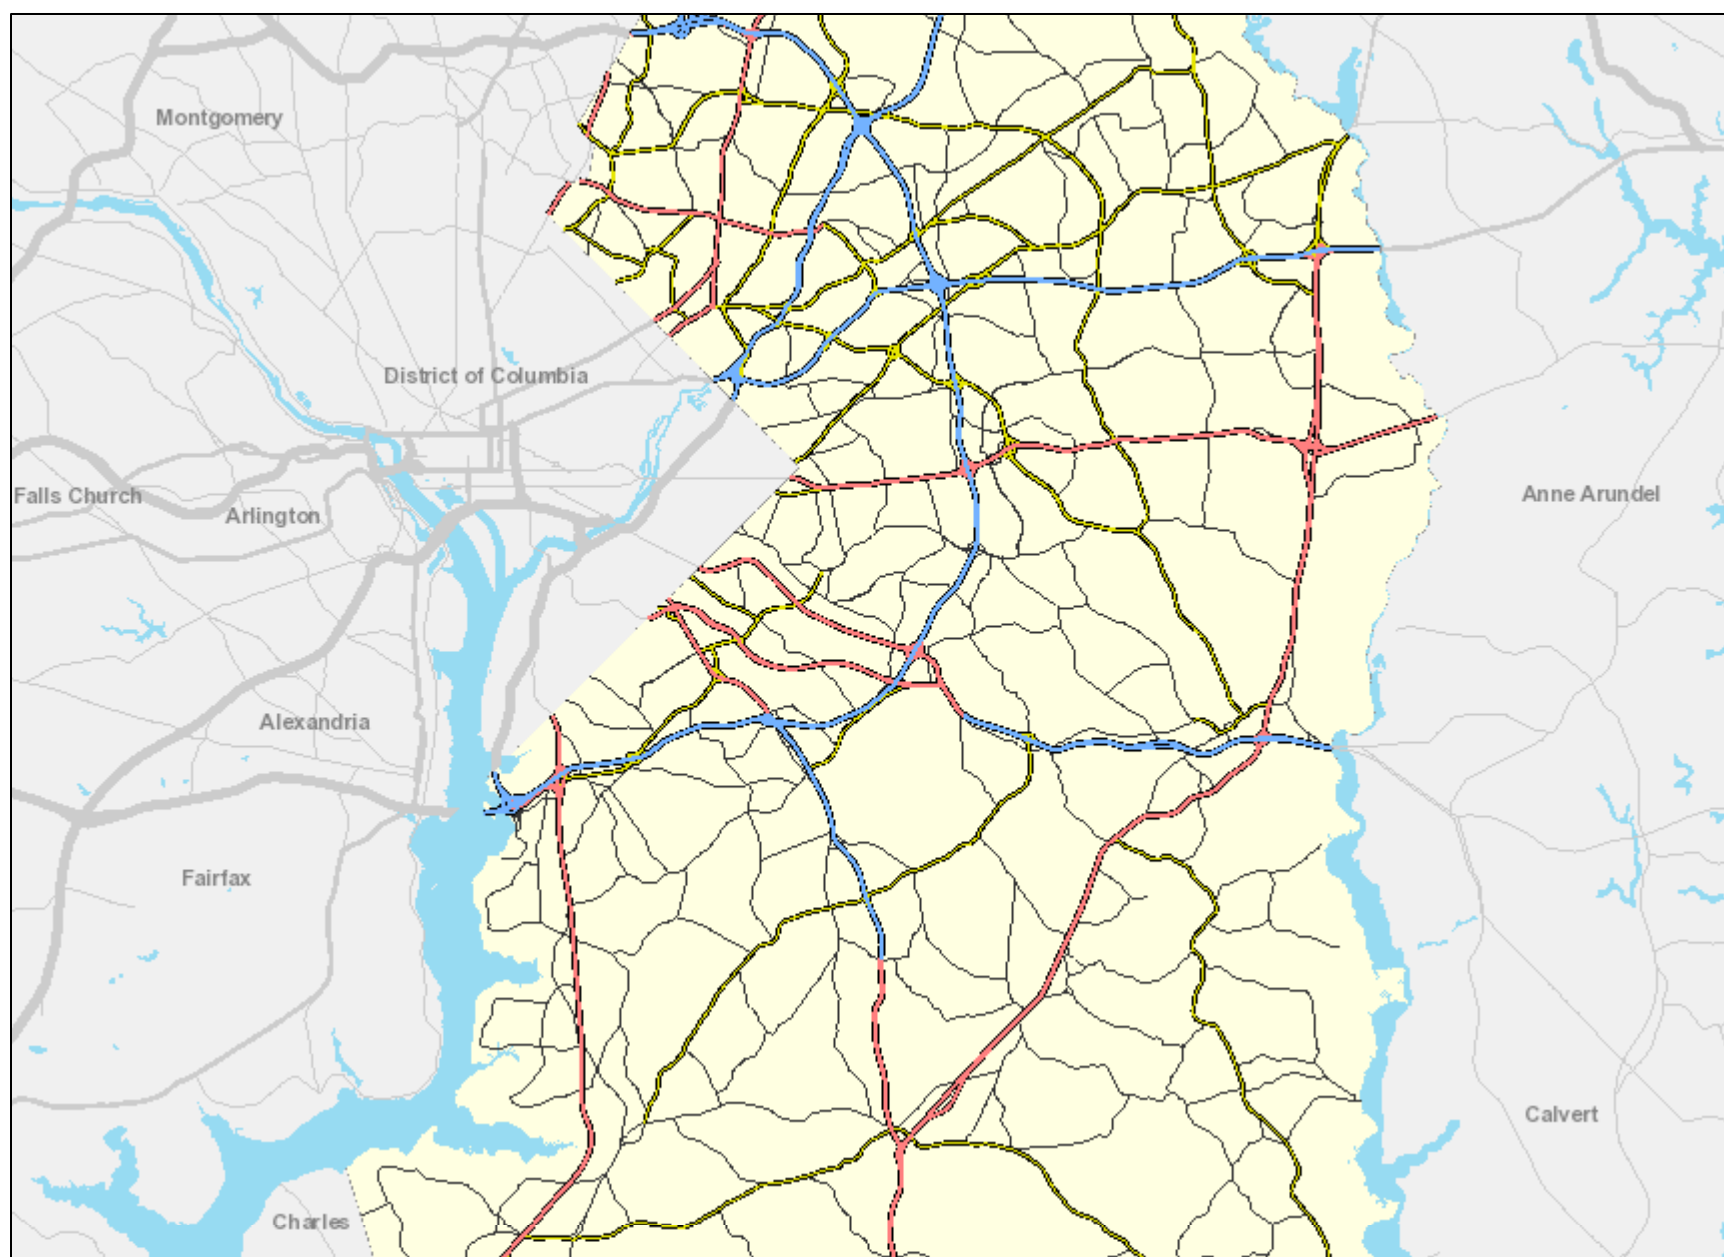 Montgomery
District of Columbia
Falls Church
Arlington
Anne Arundel
Alexandria
Fairfax
Calvert
Charles